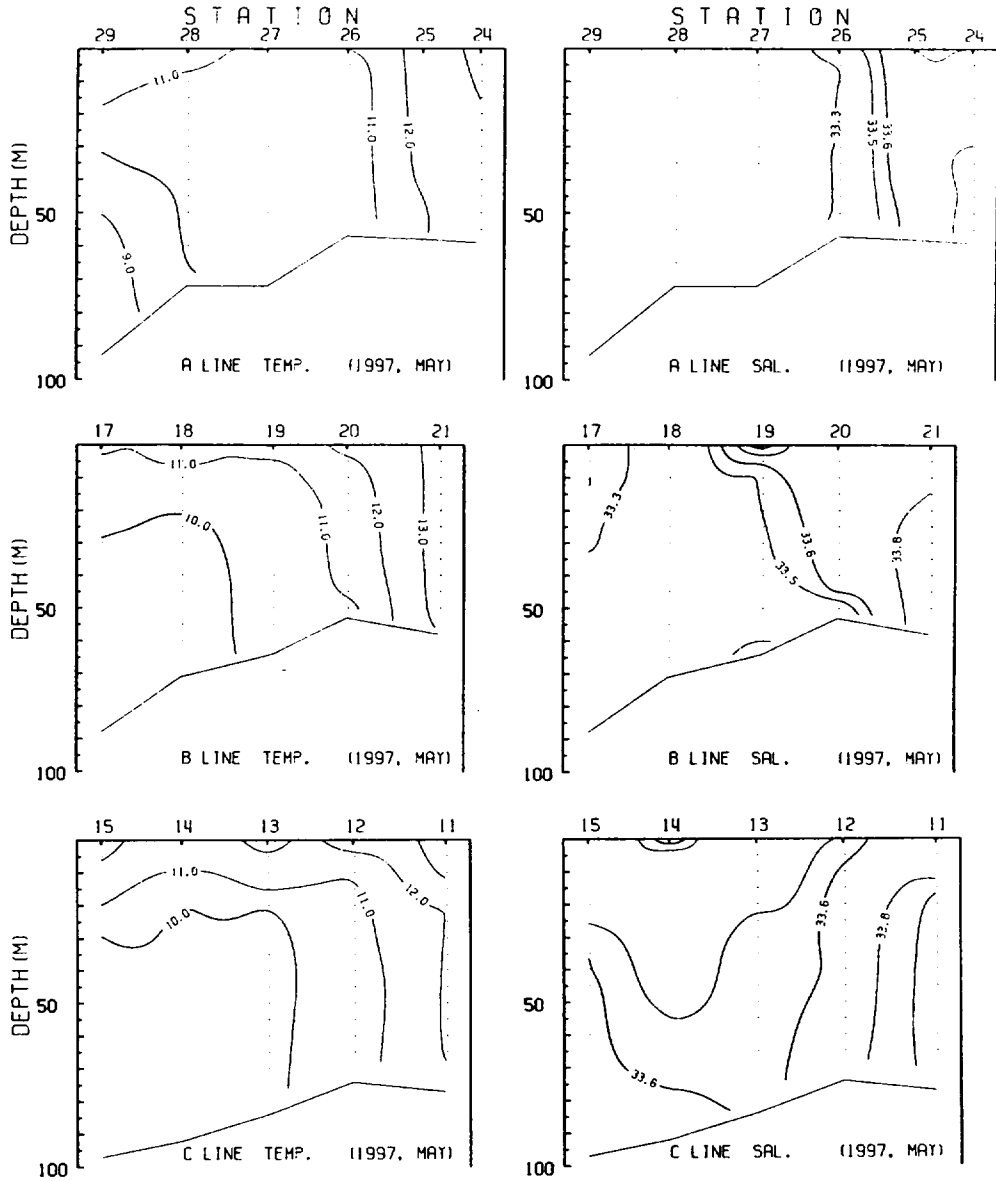 STATION STATION
29 28 27 26 25 24 29 28 27 26 25 24
11.0 11.0 12.0 9.0
33.3 33.5 33.6
50 50
DEPTH (M)
A LINE TEMP. (1997, MAY) A LINE SAL. (1997, MAY)
100 100
17 18 19 20 21 17 18 19 20 21
11.0 10.0 11.0 12.0 13.0
33.3 33.5 33.6 33.8
50 50
DEPTH (M)
B LINE TEMP. (1997, MAY) B LINE SAL. (1997, MAY)
100 100
15 14 13 12 11 15 14 13 12 11
11.0 10.0 11.0 12.0
33.6 33.6 33.8
50 50
DEPTH (M)
C LINE TEMP. (1997, MAY) C LINE SAL. (1997, MAY)
100 100